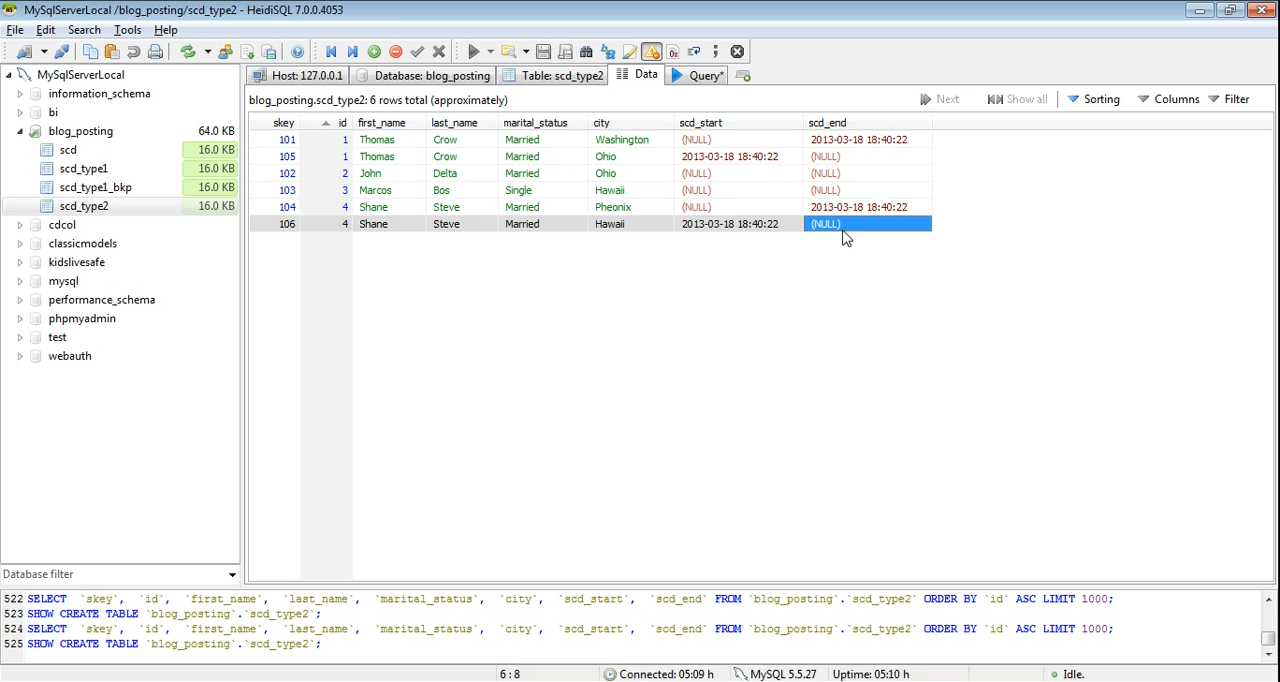 MySqlServerLocal /blog_posting/scd_type2 - HeidiSQL 7.0.0.4053
File Edit Search Tools Help
MySqlServerLocal
information_schema
bi
blog_posting 64.0 KB
scd 16.0 KB
scd_type1 16.0 KB
scd_type1_bkp 16.0 KB
scd_type2 16.0 KB
cdcol
classicmodels
kidslivesafe
mysql
performance_schema
phpmyadmin
test
webauth
Database filter
Host: 127.0.0.1 Database: blog_posting Table: scd_type2 Data Query*
blog_posting.scd_type2: 6 rows total (approximately) Next Show all Sorting Columns Filter
skey id first_name last_name marital_status city scd_start scd_end
101 1 Thomas Crow Married Washington (NULL) 2013-03-18 18:40:22
105 1 Thomas Crow Married Ohio 2013-03-18 18:40:22 (NULL)
102 2 John Delta Married Ohio (NULL) (NULL)
103 3 Marcos Bos Single Hawaii (NULL) (NULL)
104 4 Shane Steve Married Pheonix (NULL) 2013-03-18 18:40:22
106 4 Shane Steve Married Hawaii 2013-03-18 18:40:22 (NULL)
522 SELECT `skey`, `id`, `first_name`, `last_name`, `marital_status`, `city`, `scd_start`, `scd_end` FROM `blog_posting`.`scd_type2` ORDER BY `id` ASC LIMIT 1000;
523 SHOW CREATE TABLE `blog_posting`.`scd_type2`;
524 SELECT `skey`, `id`, `first_name`, `last_name`, `marital_status`, `city`, `scd_start`, `scd_end` FROM `blog_posting`.`scd_type2` ORDER BY `id` ASC LIMIT 1000;
525 SHOW CREATE TABLE `blog_posting`.`scd_type2`;
6 : 8 Connected: 05:09 h MySQL 5.5.27 Uptime: 05:10 h Idle.